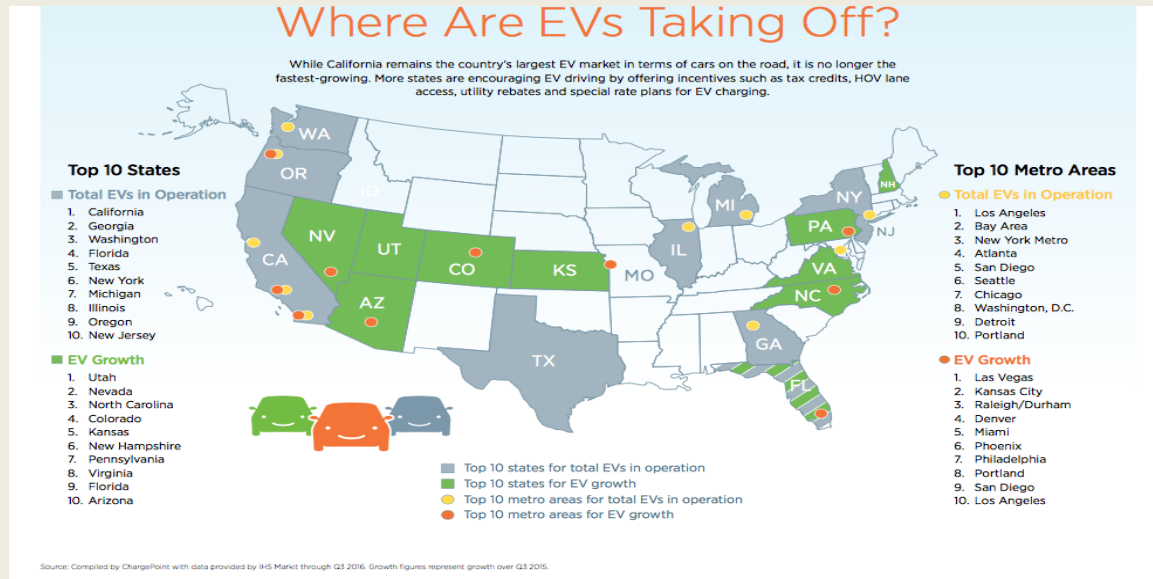 Where Are EVs Taking Off?
While California remains the country's largest EV market in terms of cars on the road, it is no longer the
fastest-growing. More states are encouraging EV driving by offering incentives such as tax credits, HOV lane
access, utility rebates and special rate plans for EV charging.
Top 10 States
Total EVs in Operation
1. California
2. Georgia
3. Washington
4. Florida
5. Texas
6. New York
7. Michigan
8. Illinois
9. Oregon
10. New Jersey
EV Growth
1. Utah
2. Nevada
3. North Carolina
4. Colorado
5. Kansas
6. New Hampshire
7. Pennsylvania
8. Virginia
9. Florida
10. Arizona
WA
OR
ID
NV
UT
CA
CO
AZ
KS
MO
TX
IL
MI
NY
NH
NJ
PA
VA
NC
GA
FL
Top 10 states for total EVs in operation
Top 10 states for EV growth
Top 10 metro areas for total EVs in operation
Top 10 metro areas for EV growth
Top 10 Metro Areas
Total EVs in Operation
1. Los Angeles
2. Bay Area
3. New York Metro
4. Atlanta
5. San Diego
6. Seattle
7. Chicago
8. Washington, D.C.
9. Detroit
10. Portland
EV Growth
1. Las Vegas
2. Kansas City
3. Raleigh/Durham
4. Denver
5. Miami
6. Phoenix
7. Philadelphia
8. Portland
9. San Diego
10. Los Angeles
Source: Compiled by ChargePoint with data provided by IHS Markit through Q3 2016. Growth figures represent growth over Q3 2015.